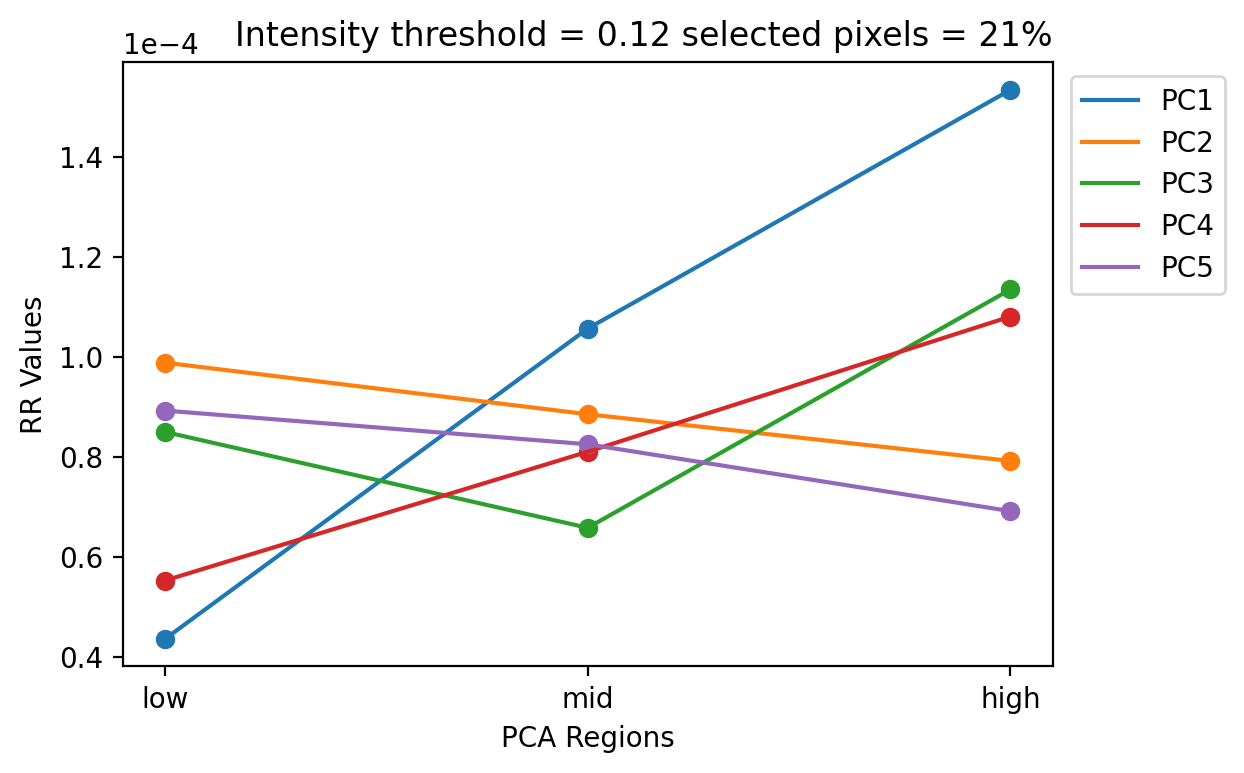 Intensity threshold = 0.12 selected pixels = 21%
1e−4
1.4
1.2
1.0
0.8
0.6
0.4
RR Values
low
mid
high
PCA Regions
PC1
PC2
PC3
PC4
PC5